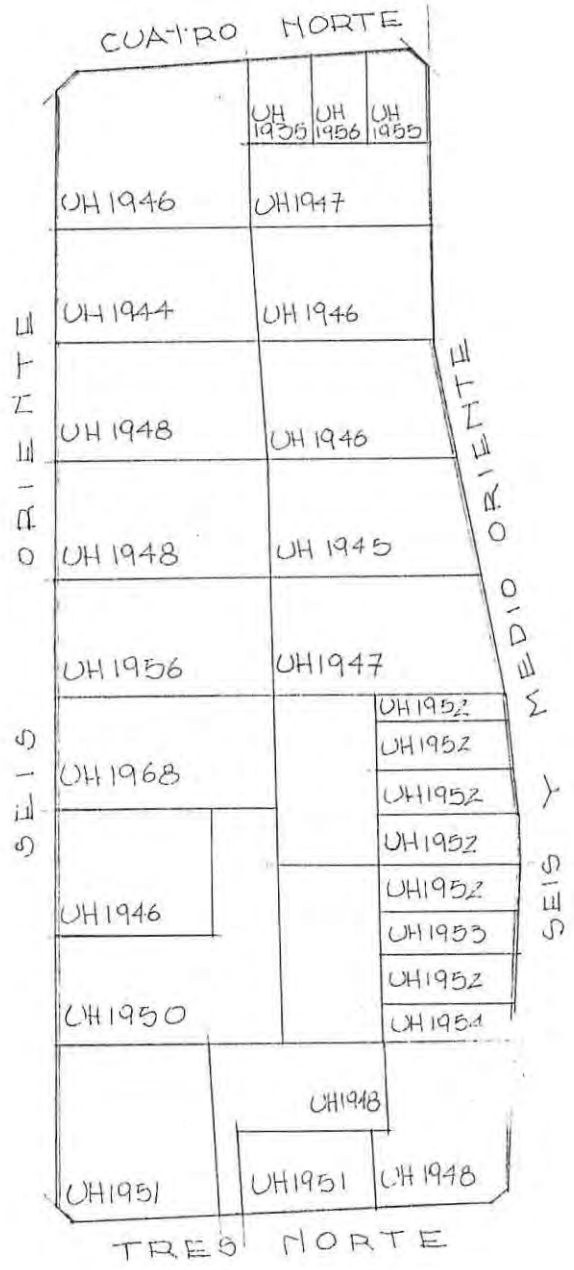 CUATRO NORTE
UH 1935
UH 1956
UH 1955
UH 1946
UH 1947
UH 1944
UH 1946
UH 1948
UH 1946
UH 1948
UH 1945
UH 1956
UH 1947
UH 1952
UH 1952
UH 1968
UH 1952
UH 1952
UH 1952
UH 1946
UH 1953
UH 1952
UH 1950
UH 1954
UH 1948
UH 1951
UH 1951
UH 1948
TRES NORTE
SEIS ORIENTE
SEIS Y MEDIO ORIENTE